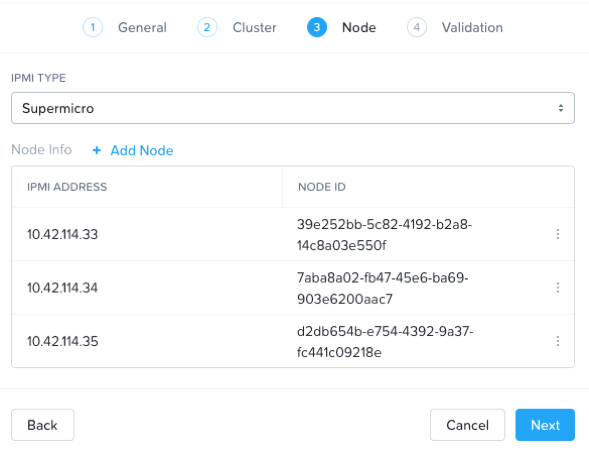 1 General 2 Cluster 3 Node 4 Validation
IPMI TYPE
Supermicro
Node Info + Add Node
IPMI ADDRESS NODE ID
10.42.114.33 39e252bb-5c82-4192-b2a8-
14c8a03e550f
10.42.114.34 7aba8a02-fb47-45e6-ba69-
903e6200aac7
10.42.114.35 d2db654b-e754-4392-9a37-
fc441c09218e
Back Cancel Next